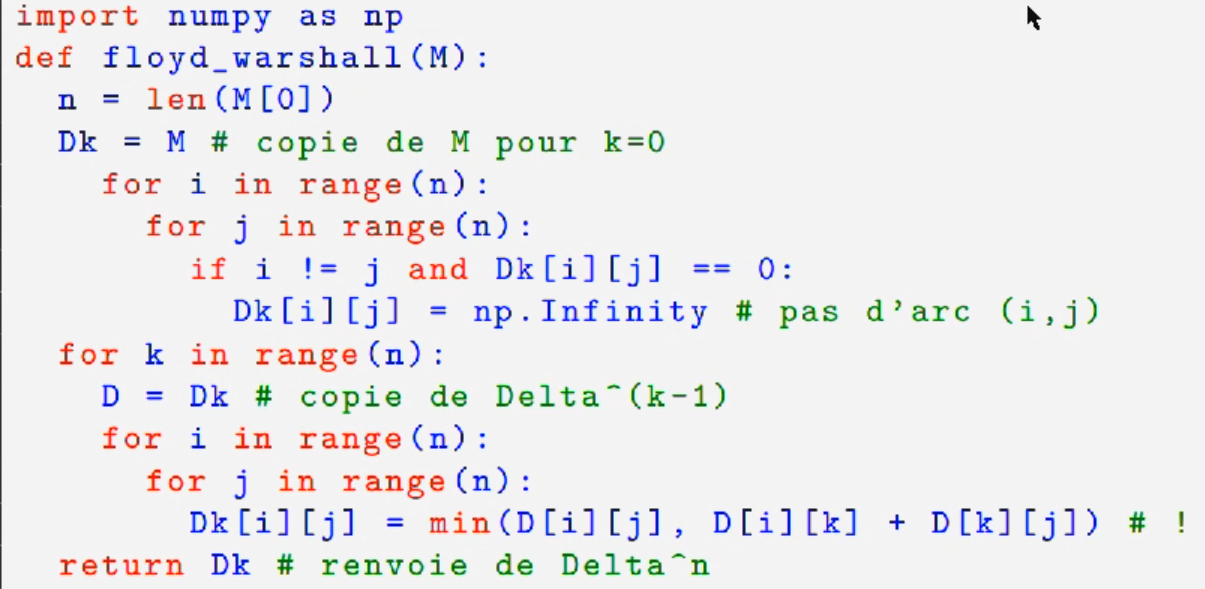 import numpy as np
def floyd_warshall(M):
  n = len(M[0])
  Dk = M # copie de M pour k=0
    for i in range(n):
      for j in range(n):
        if i != j and Dk[i][j] == 0:
          Dk[i][j] = np.Infinity # pas d'arc (i,j)
  for k in range(n):
    D = Dk # copie de Delta^(k-1)
    for i in range(n):
      for j in range(n):
        Dk[i][j] = min(D[i][j], D[i][k] + D[k][j]) # !
  return Dk # renvoie de Delta^n